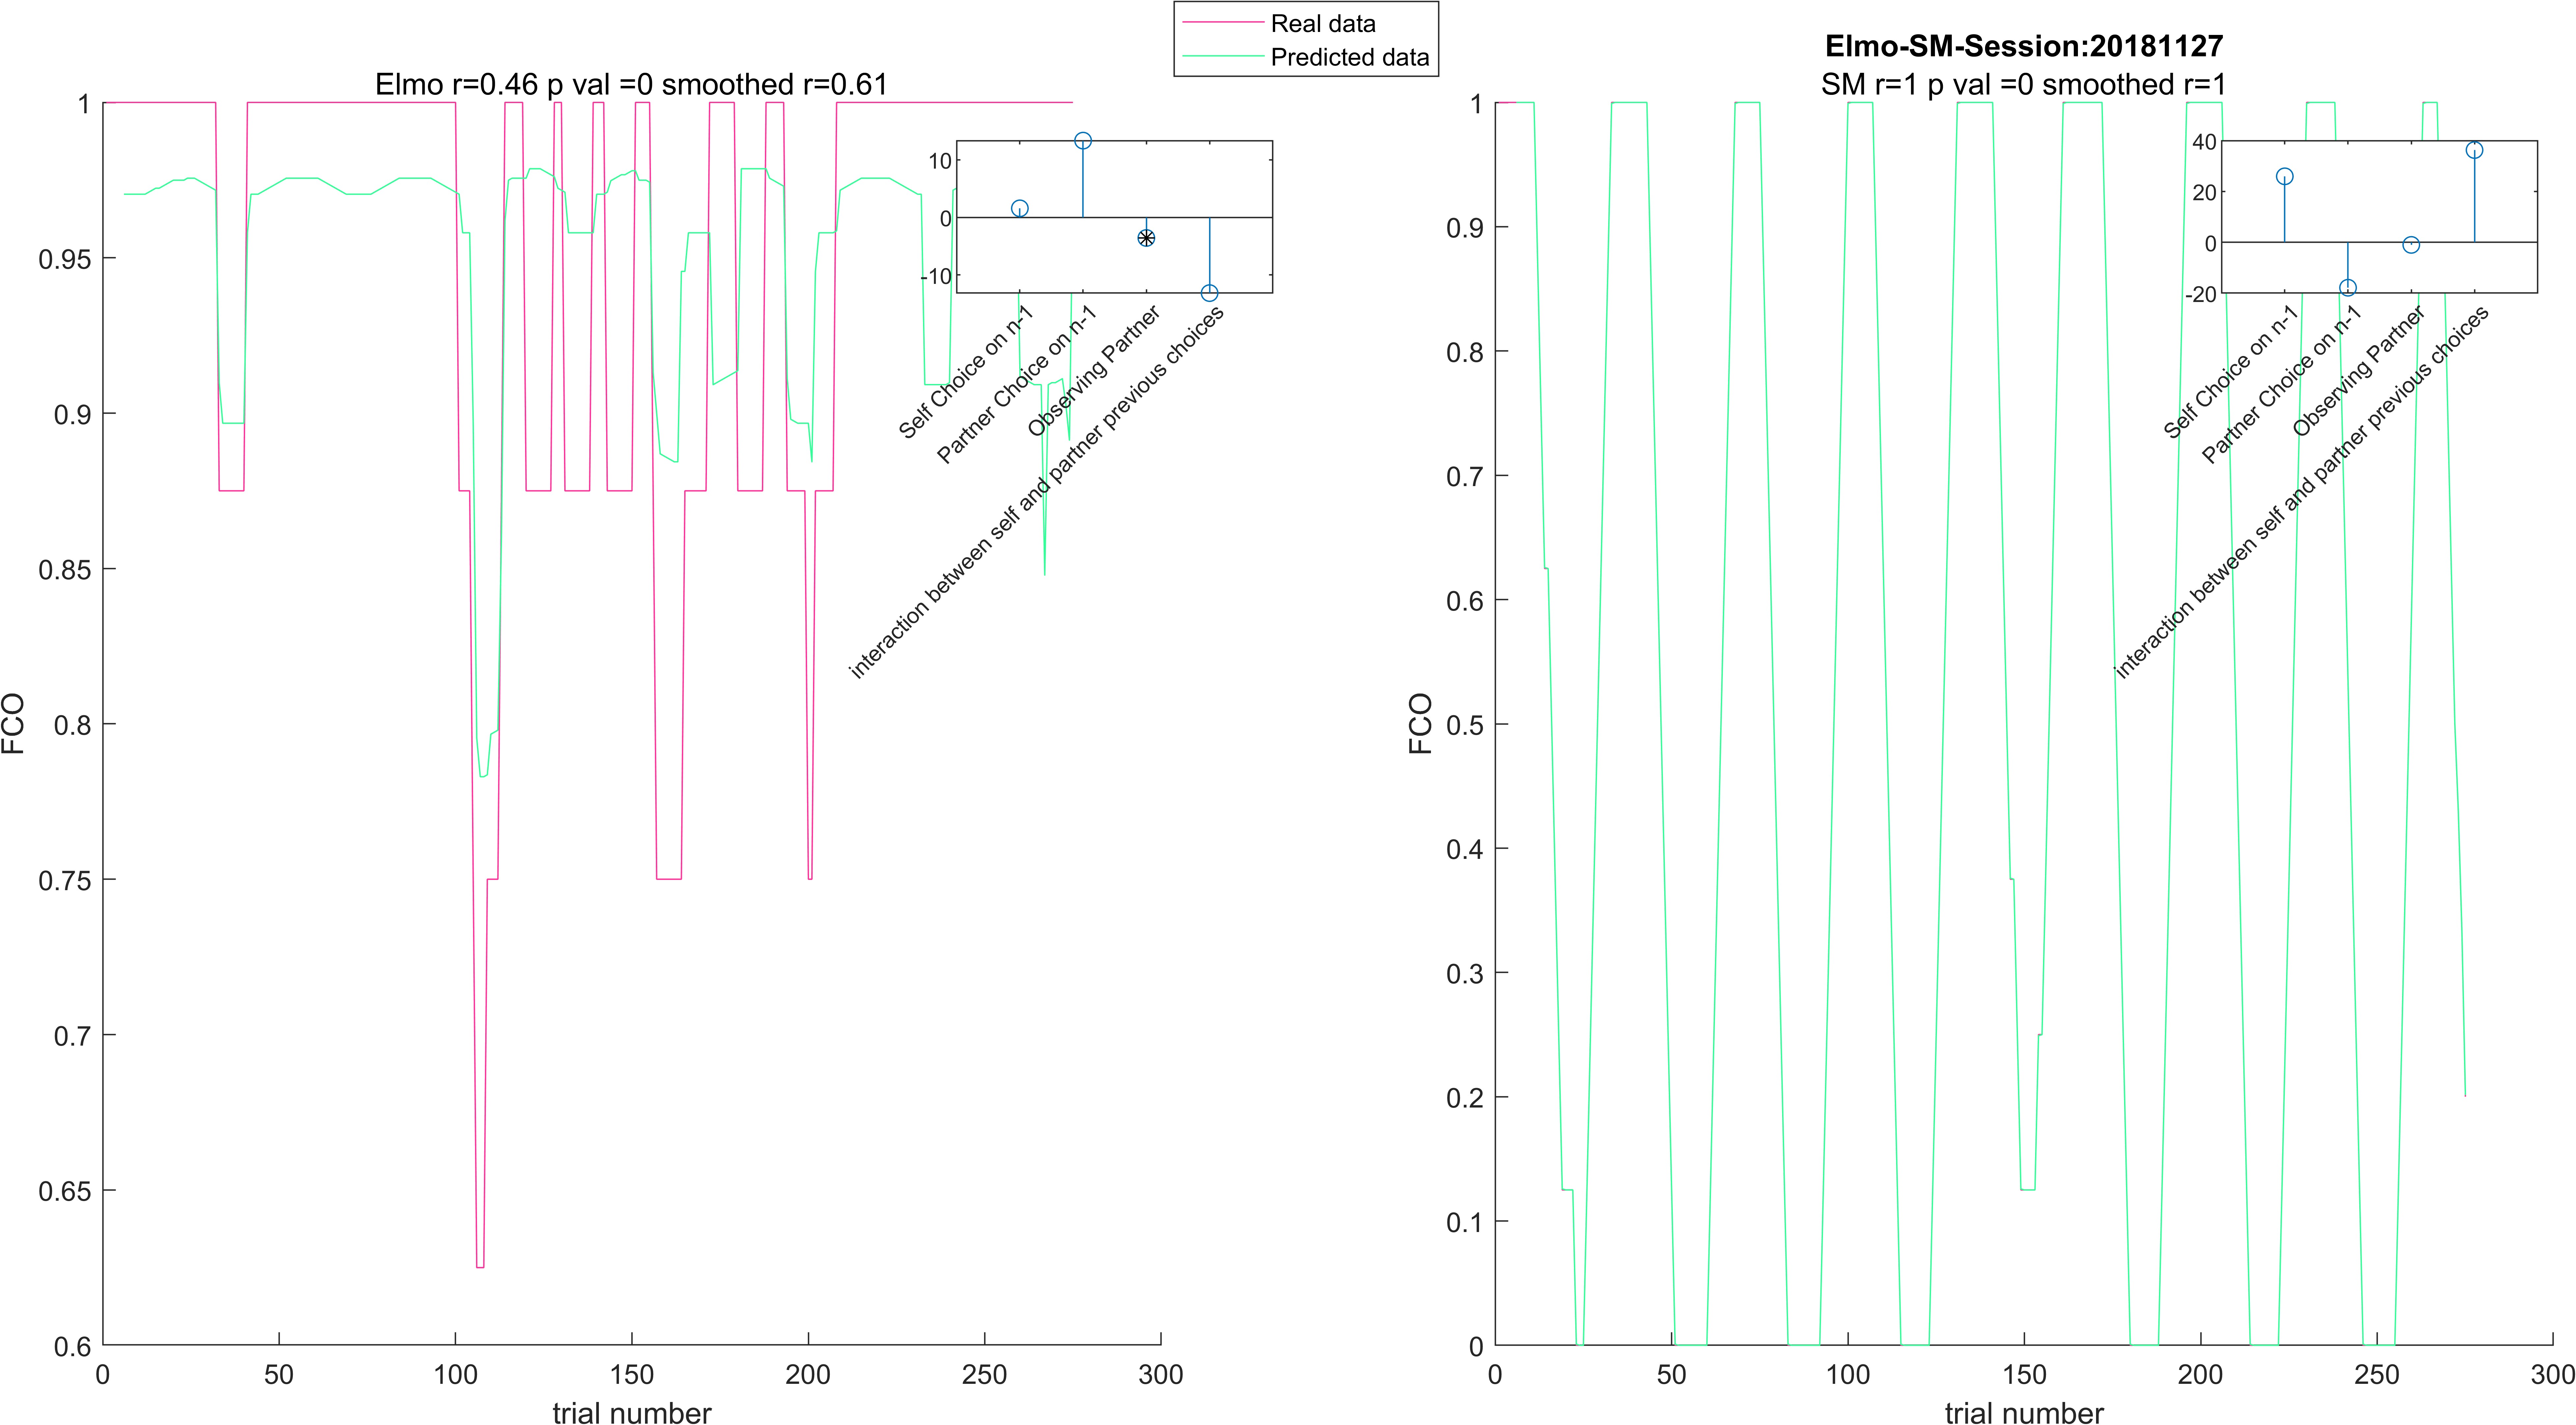 Real data
Predicted data
Elmo r=0.46 p val =0 smoothed r=0.61
1
0.95
0.9
0.85
0.8
0.75
0.7
0.65
0.6
FCO
0
50
100
150
200
250
300
trial number
10
0
-10
Self Choice on n-1
Partner Choice on n-1
Observing Partner
interaction between self and partner previous choices
Elmo-SM-Session:20181127
SM r=1 p val =0 smoothed r=1
1
0.9
0.8
0.7
0.6
0.5
0.4
0.3
0.2
0.1
0
FCO
0
50
100
150
200
250
300
trial number
40
20
0
-20
Self Choice on n-1
Partner Choice on n-1
Observing Partner
interaction between self and partner previous choices